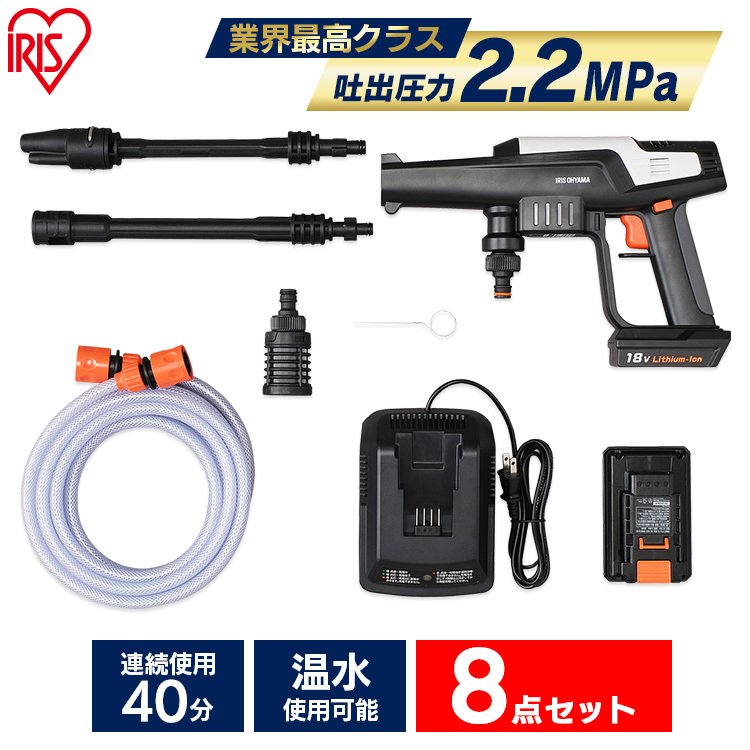 IRIS
業界最高クラス
吐出圧力2.2MPa
IRIS OHYAMA
18V Lithium-Ion
連続使用
40分
温水
使用可能
8点セット